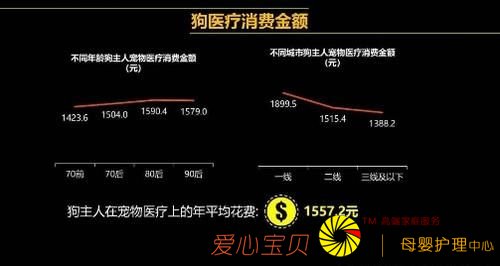 狗医疗消费金额
不同年龄狗主人宠物医疗消费金额
（元）
1423.6 1504.0 1590.4 1579.0
70前 70后 80后 90后
不同城市狗主人宠物医疗消费金额
（元）
1899.5 1515.4 1388.2
一线 二线 三线及以下
狗主人在宠物医疗上的年平均花费: $ 1557.2元
爱心宝贝
TM 高端家庭服务
母婴护理中心